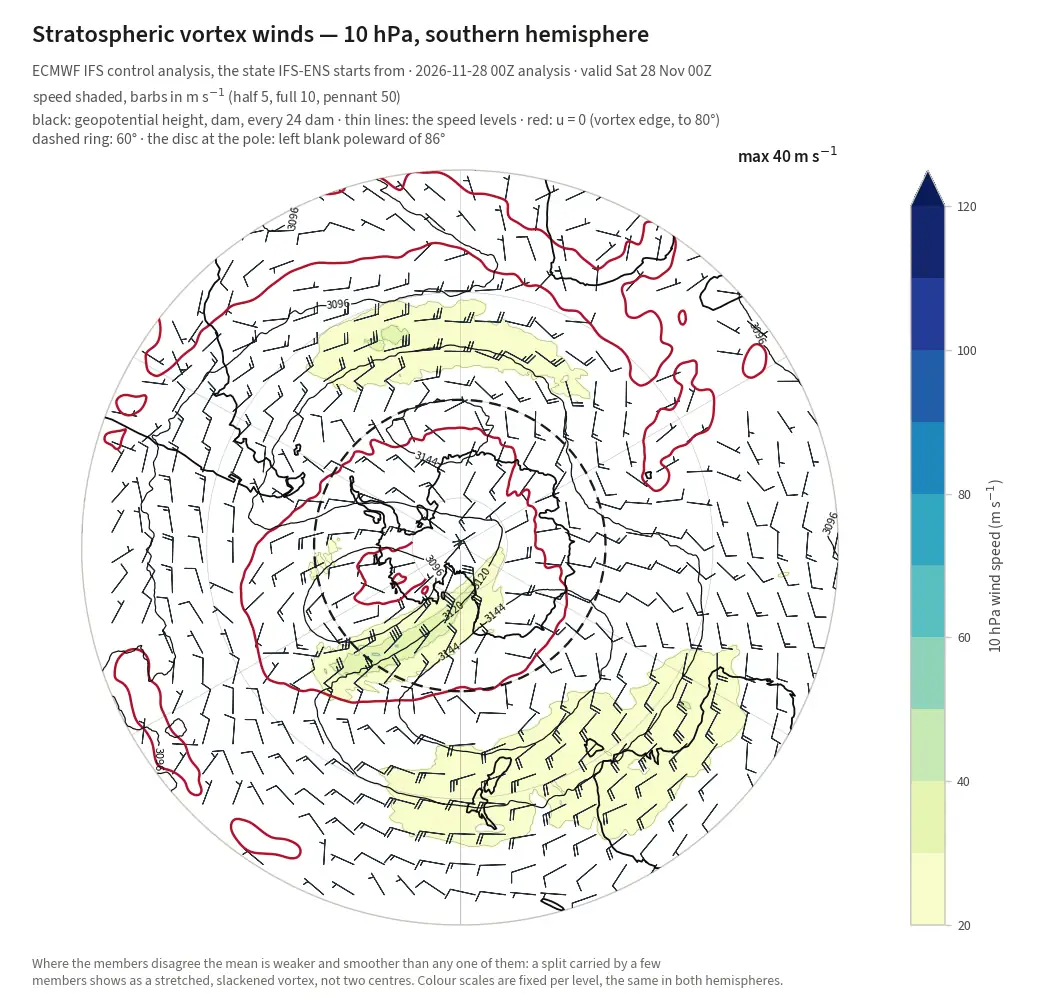 Stratospheric vortex winds — 10 hPa, southern hemisphere
ECMWF IFS control analysis, the state IFS-ENS starts from · 2026-11-28 00Z analysis · valid Sat 28 Nov 00Z
speed shaded, barbs in m s⁻¹ (half 5, full 10, pennant 50)
black: geopotential height, dam, every 24 dam · thin lines: the speed levels · red: u = 0 (vortex edge, to 80°)
dashed ring: 60° · the disc at the pole: left blank poleward of 86°
max 40 m s⁻¹
3096
3096
3096
3144
3096
3096
3120
3120
3144
3144
3096
120
100
80
60
40
20
10 hPa wind speed (m s⁻¹)
Where the members disagree the mean is weaker and smoother than any one of them: a split carried by a few
members shows as a stretched, slackened vortex, not two centres. Colour scales are fixed per level, the same in both hemispheres.